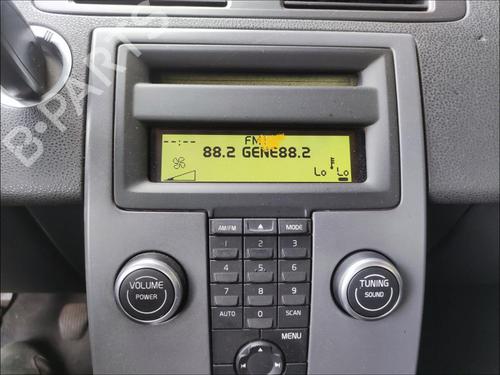 B-PARTS
FM
--:--
88.2 GENE88.2
Lo Lo
AM/FM
MODE
1 2 3
4 5 6
7 8 9
AUTO 0 SCAN
MENU
VOLUME
POWER
TUNING
SOUND